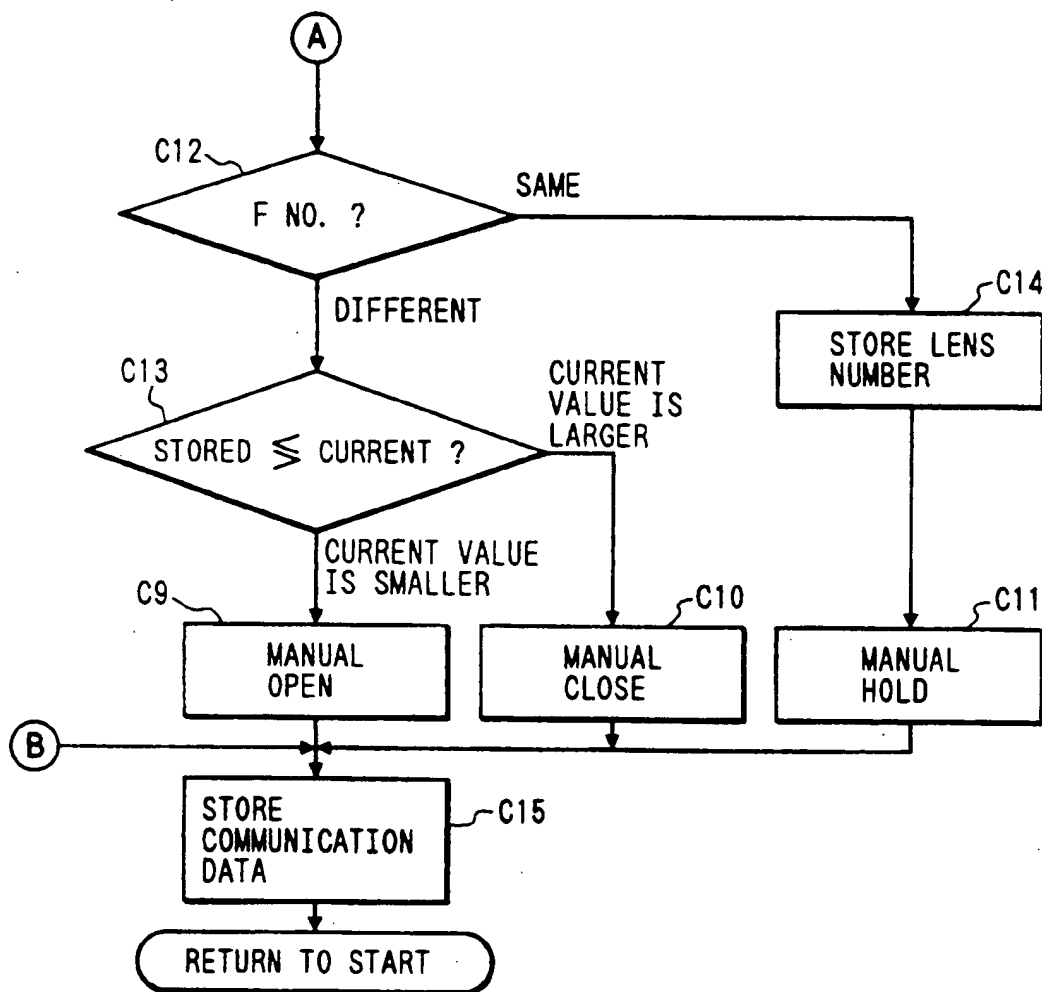 A
C12
F NO. ?
SAME
DIFFERENT
C14
STORE LENS
NUMBER
C13
STORED ≦ CURRENT ?
CURRENT
VALUE IS
LARGER
CURRENT VALUE
IS SMALLER
C9
MANUAL
OPEN
C10
MANUAL
CLOSE
C11
MANUAL
HOLD
B
STORE
COMMUNICATION
DATA
C15
RETURN TO START